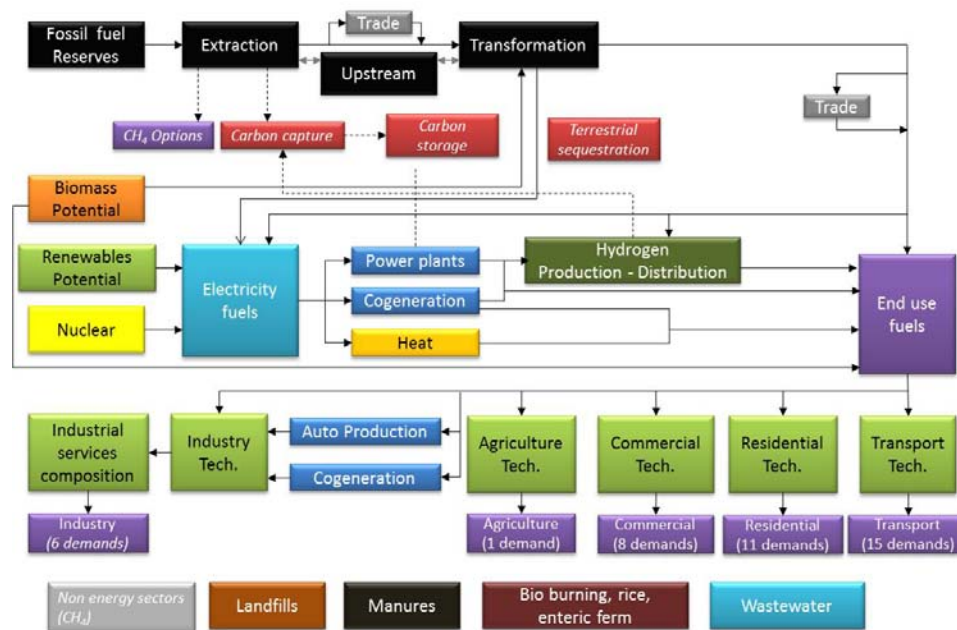 Fossil fuel
Reserves
Extraction
Trade
Transformation
Upstream
Trade
CH₄ Options
Carbon capture
Carbon
storage
Terrestrial
sequestration
Biomass
Potential
Renewables
Potential
Nuclear
Electricity
fuels
Power plants
Cogeneration
Heat
Hydrogen
Production - Distribution
End use
fuels
Industrial
services
composition
Industry
Tech.
Auto Production
Cogeneration
Agriculture
Tech.
Commercial
Tech.
Residential
Tech.
Transport
Tech.
Industry
(6 demands)
Agriculture
(1 demand)
Commercial
(8 demands)
Residential
(11 demands)
Transport
(15 demands)
Non energy sectors
(CH₄)
Landfills
Manures
Bio burning, rice,
enteric ferm
Wastewater